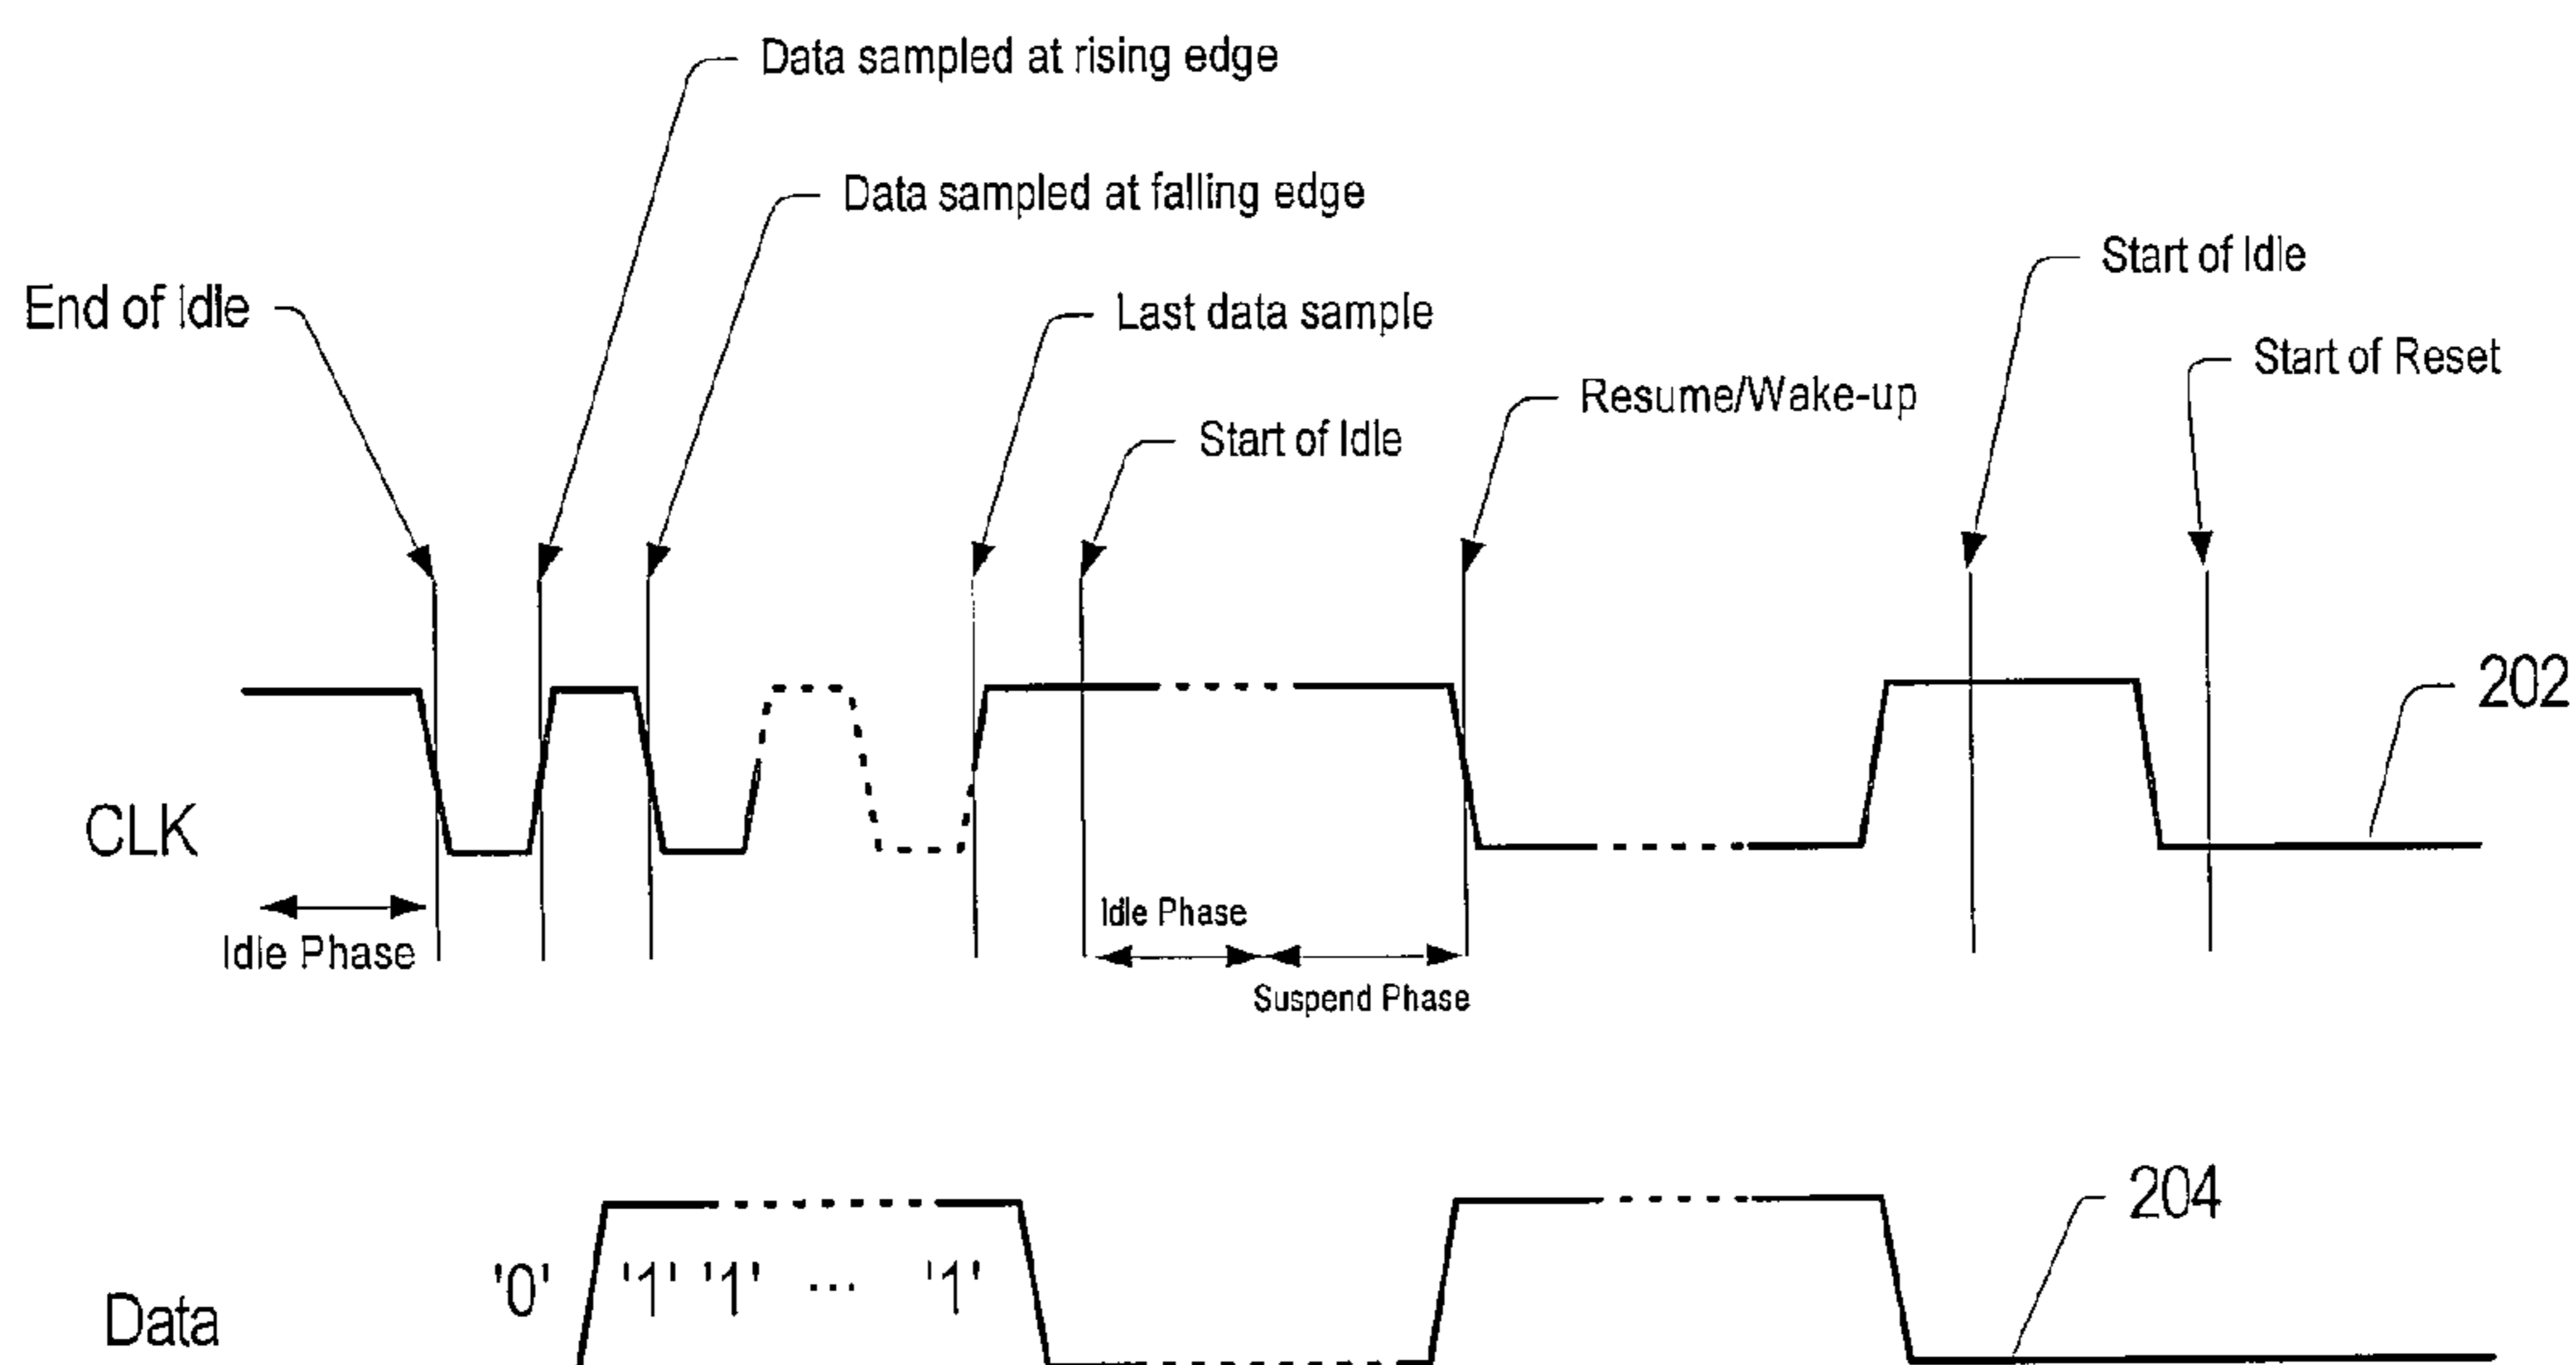 Data sampled at rising edge
Data sampled at falling edge
Start of Idle
End of Idle
Last data sample
Start of Reset
Resume/Wake-up
Start of Idle
202
CLK
Idle Phase
Idle Phase
Suspend Phase
204
'0' '1' '1' ... '1'
Data